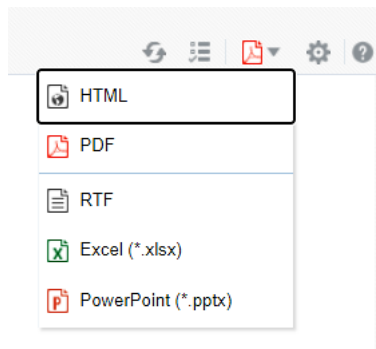 HTML
PDF
RTF
Excel (*.xlsx)
PowerPoint (*.pptx)